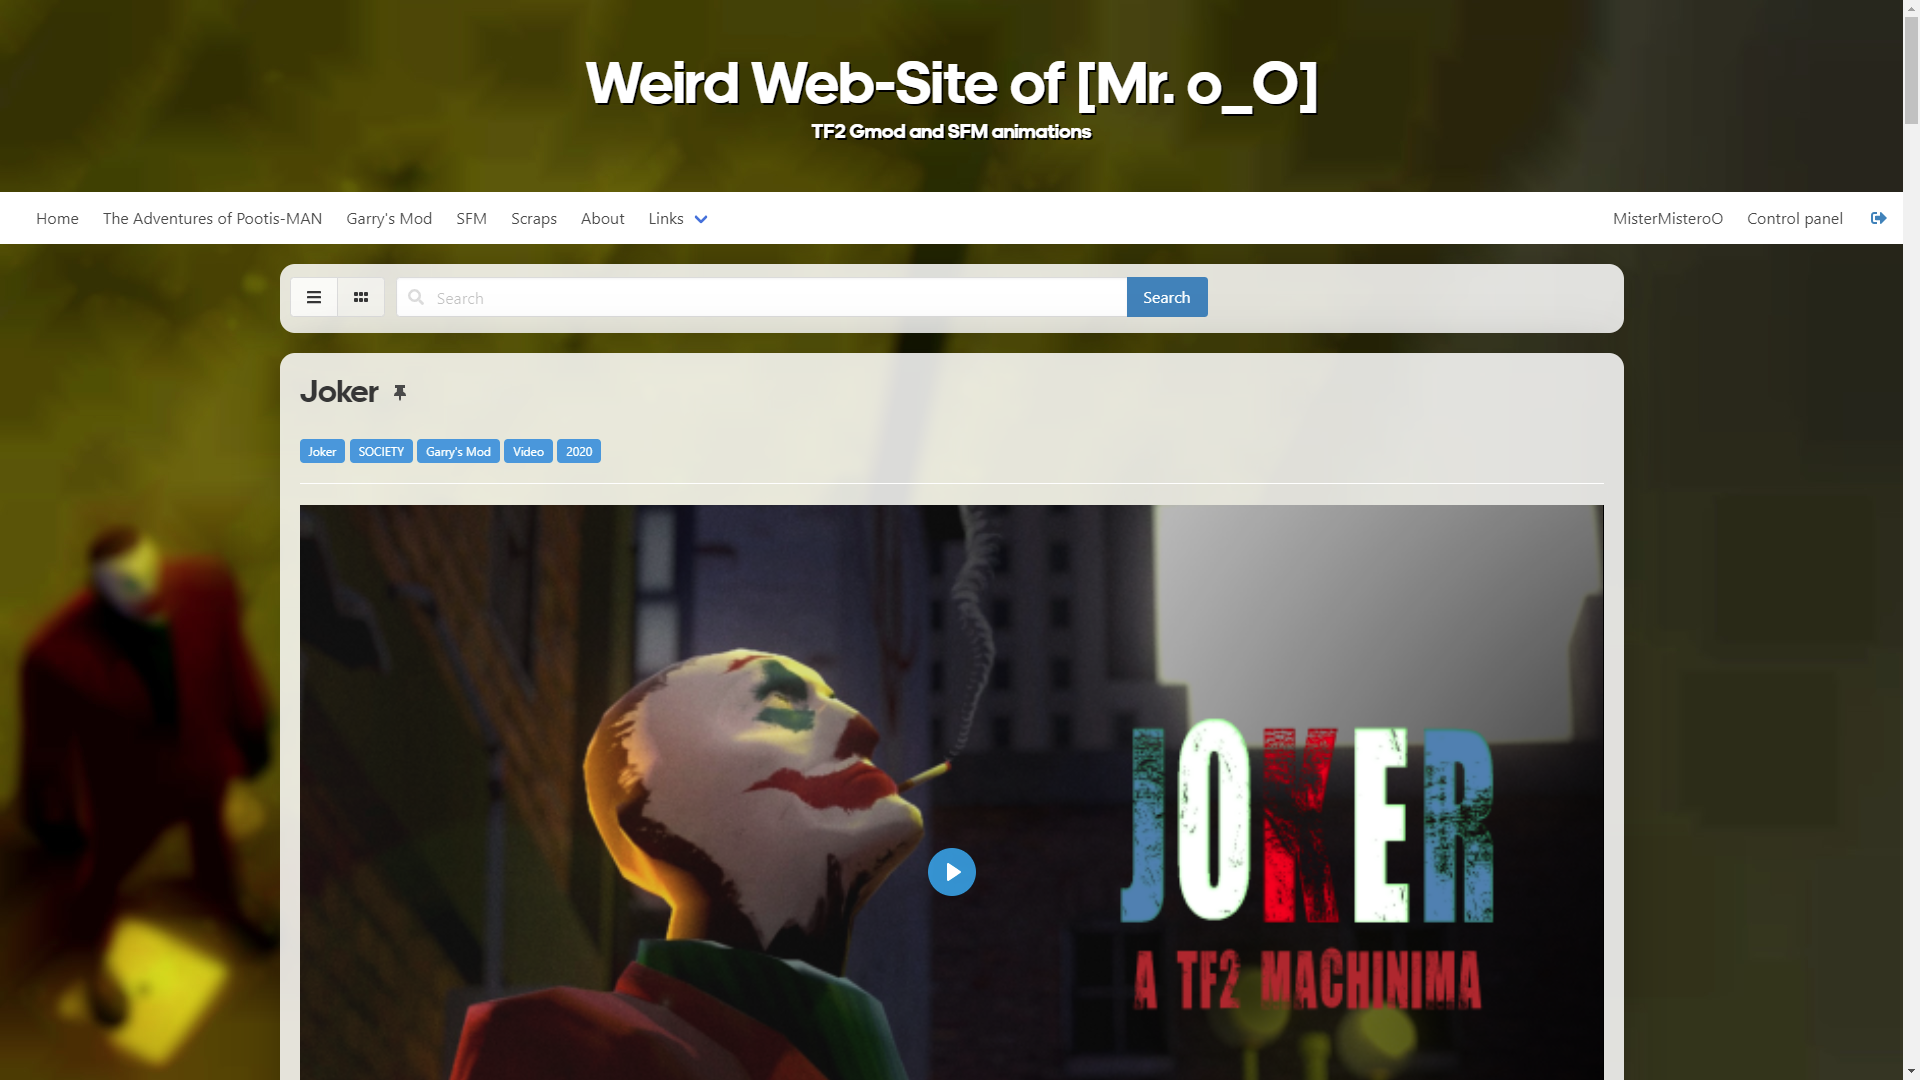 Weird Web-Site of [Mr. o_O]
TF2 Gmod and SFM animations
Home The Adventures of Pootis-MAN Garry's Mod SFM Scraps About Links MisterMisteroO Control panel
Search Search
Joker
Joker SOCIETY Garry's Mod Video 2020
JOKER
A TF2 MACHINIMA